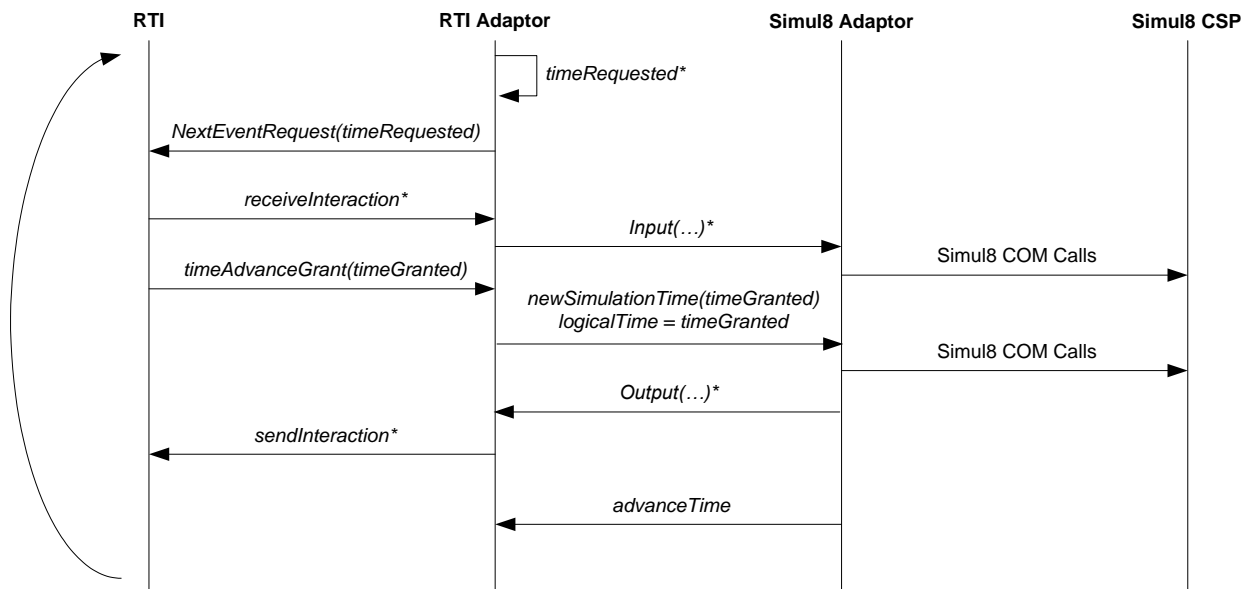 RTI
RTI Adaptor
Simul8 Adaptor
Simul8 CSP
timeRequested*
NextEventRequest(timeRequested)
receiveInteraction*
Input(…)*
Simul8 COM Calls
timeAdvanceGrant(timeGranted)
newSimulationTime(timeGranted)
logicalTime = timeGranted
Simul8 COM Calls
Output(…)*
sendInteraction*
advanceTime